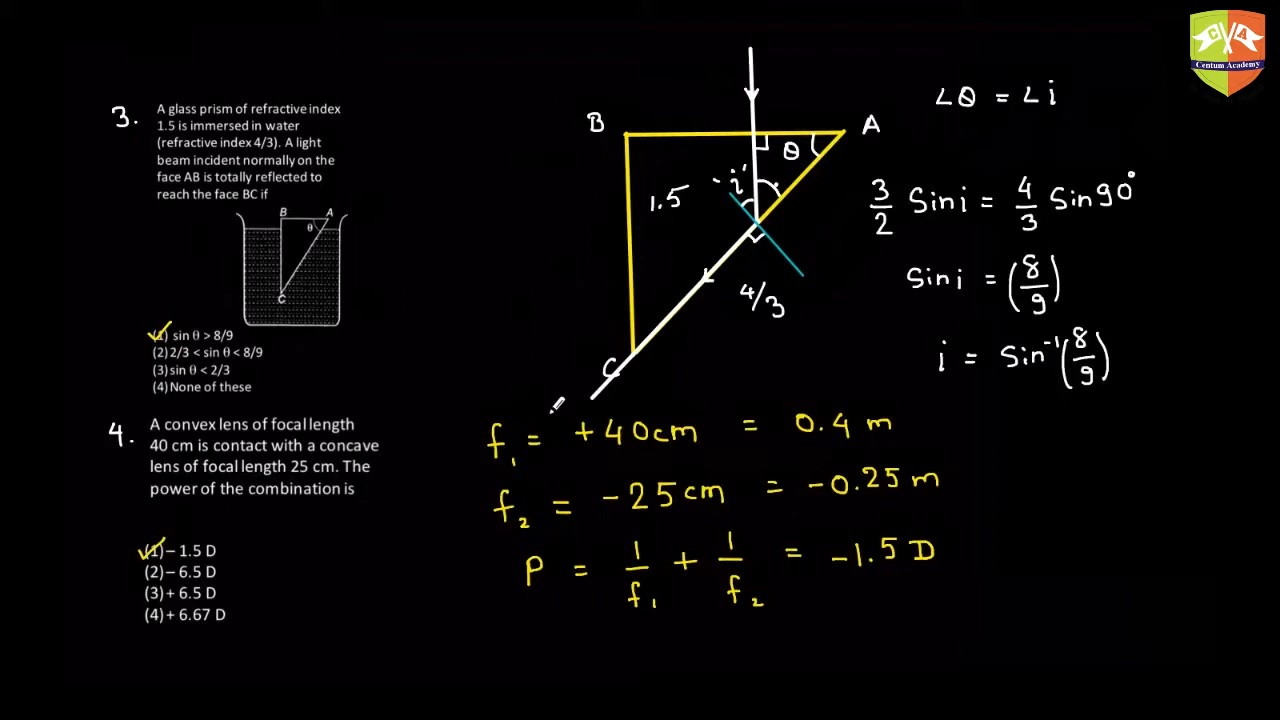 3.
A glass prism of refractive index
1.5 is immersed in water
(refractive index 4/3). A light
beam incident normally on the
face AB is totally reflected to
reach the face BC if
B A
θ
C
(1) sin θ > 8/9
(2) 2/3 < sin θ < 8/9
(3) sin θ < 2/3
(4) None of these
B A
θ
i
1.5
4/3
C
∠θ = ∠i
3/2 Sin i = 4/3 Sin 90°
Sin i = (8/9)
i = Sin⁻¹(8/9)
4.
A convex lens of focal length
40 cm is contact with a concave
lens of focal length 25 cm. The
power of the combination is
(1) – 1.5 D
(2) – 6.5 D
(3) + 6.5 D
(4) + 6.67 D
f₁ = +40cm = 0.4 m
f₂ = -25cm = -0.25 m
P = 1/f₁ + 1/f₂ = -1.5 D
C A
Centum Academy